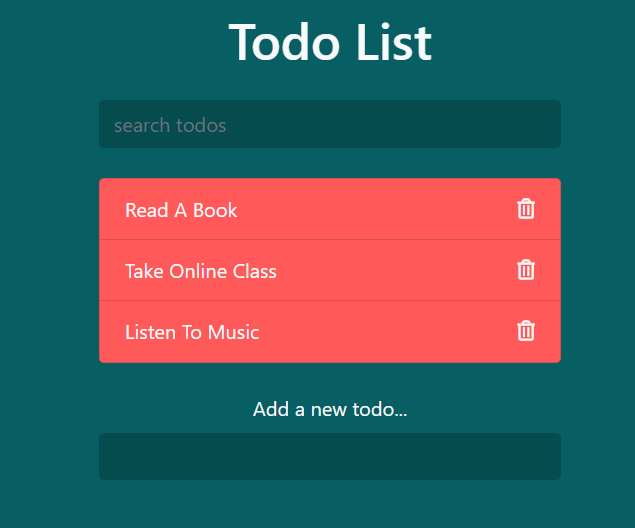 Todo List
search todos
Read A Book
Take Online Class
Listen To Music
Add a new todo...